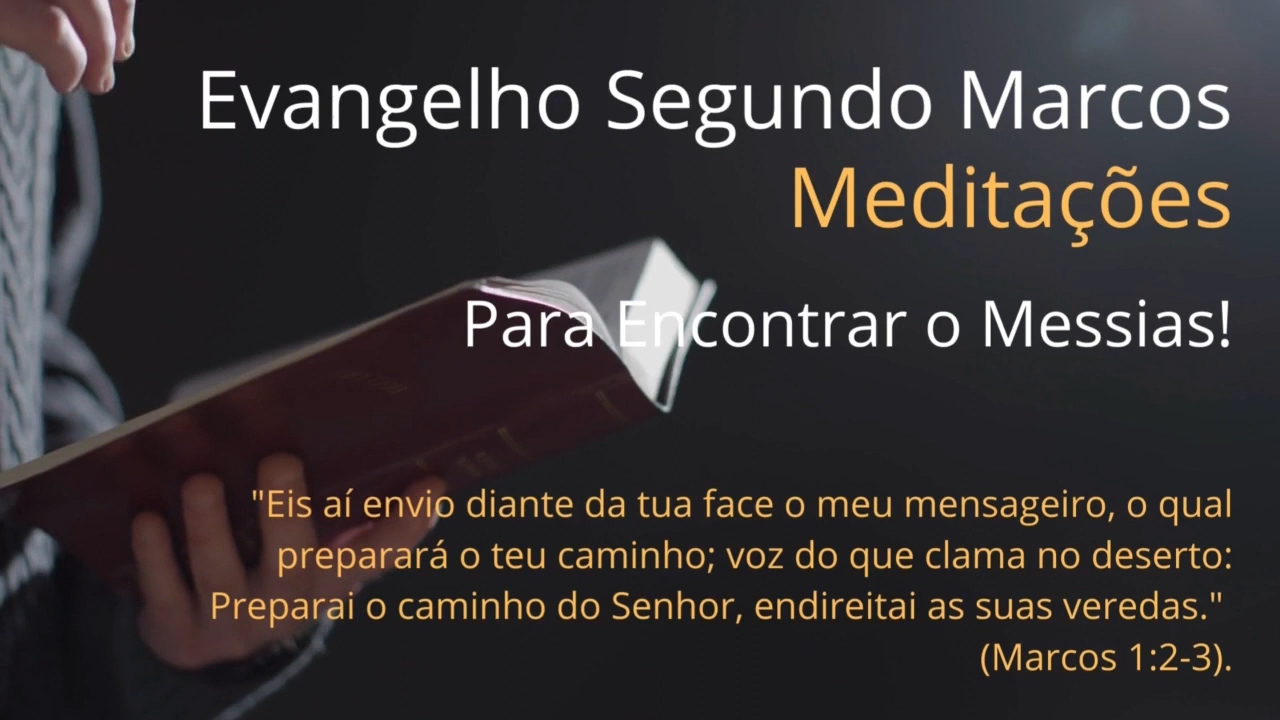 Evangelho Segundo Marcos
Meditações
Para Encontrar o Messias!
"Eis aí envio diante da tua face o meu mensageiro, o qual
preparará o teu caminho; voz do que clama no deserto:
Preparai o caminho do Senhor, endireitai as suas veredas."
(Marcos 1:2-3).